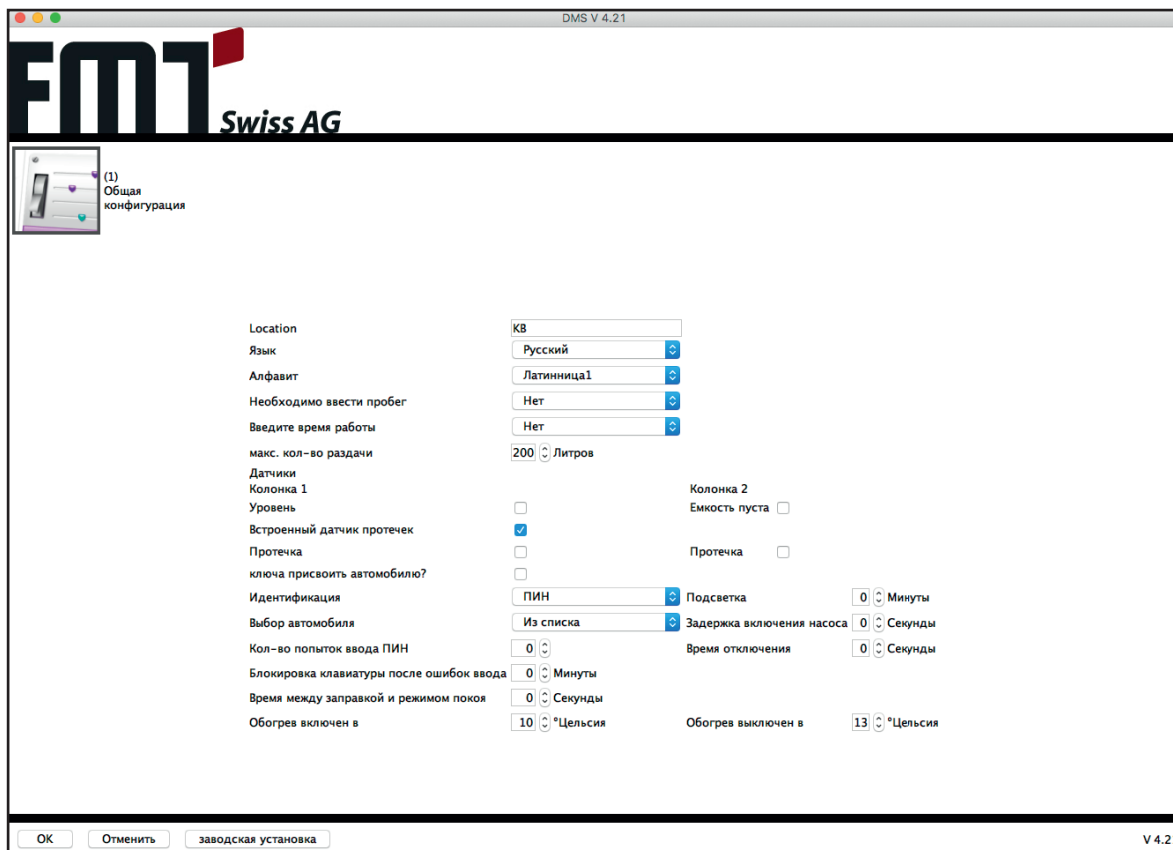 DMS V 4.21
FMT
Swiss AG
(1)
Общая
конфигурация
Location KB
Язык Русский
Алфавит Латинница1
Необходимо ввести пробег Нет
Введите время работы Нет
макс. кол-во раздачи 200 Литров
Датчики
Колонка 1 Колонка 2
Уровень Емкость пуста
Встроенный датчик протечек
Протечка Протечка
ключа присвоить автомобилю?
Идентификация ПИН Подсветка 0 Минуты
Выбор автомобиля Из списка Задержка включения насоса 0 Секунды
Кол-во попыток ввода ПИН 0 Время отключения 0 Секунды
Блокировка клавиатуры после ошибок ввода 0 Минуты
Время между заправкой и режимом покоя 0 Секунды
Обогрев включен в 10 °Цельсия Обогрев выключен в 13 °Цельсия
OK Отменить заводская установка V 4.2